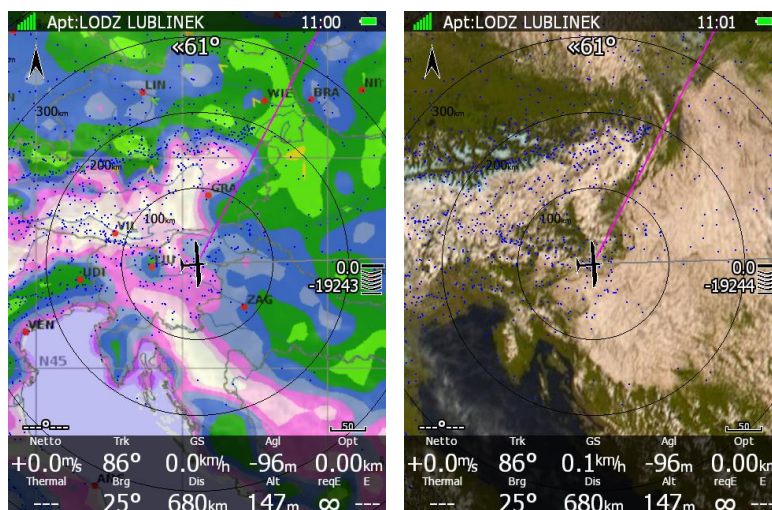 Apt:LODZ LUBLINEK 11:00
<<61°
LIN
WIE
BRA
NIT
300km
200km
GRA
100km
VIL
LJU
UDI
ZAG
0.0
-19243
VEN
N45
---°---
50
Netto Trk GS Agl Opt
+0.0m/s 86° 0.0km/h -96m 0.00km
Thermal Brg Dis Alt reqE E
--- 25° 680km 147m ∞ ---
Apt:LODZ LUBLINEK 11:01
<<61°
300km
200km
100km
0.0
-19244
---°---
50
Netto Trk GS Agl Opt
+0.0m/s 86° 0.1km/h -96m 0.00km
Thermal Brg Dis Alt reqE E
--- 25° 680km 147m ∞ ---